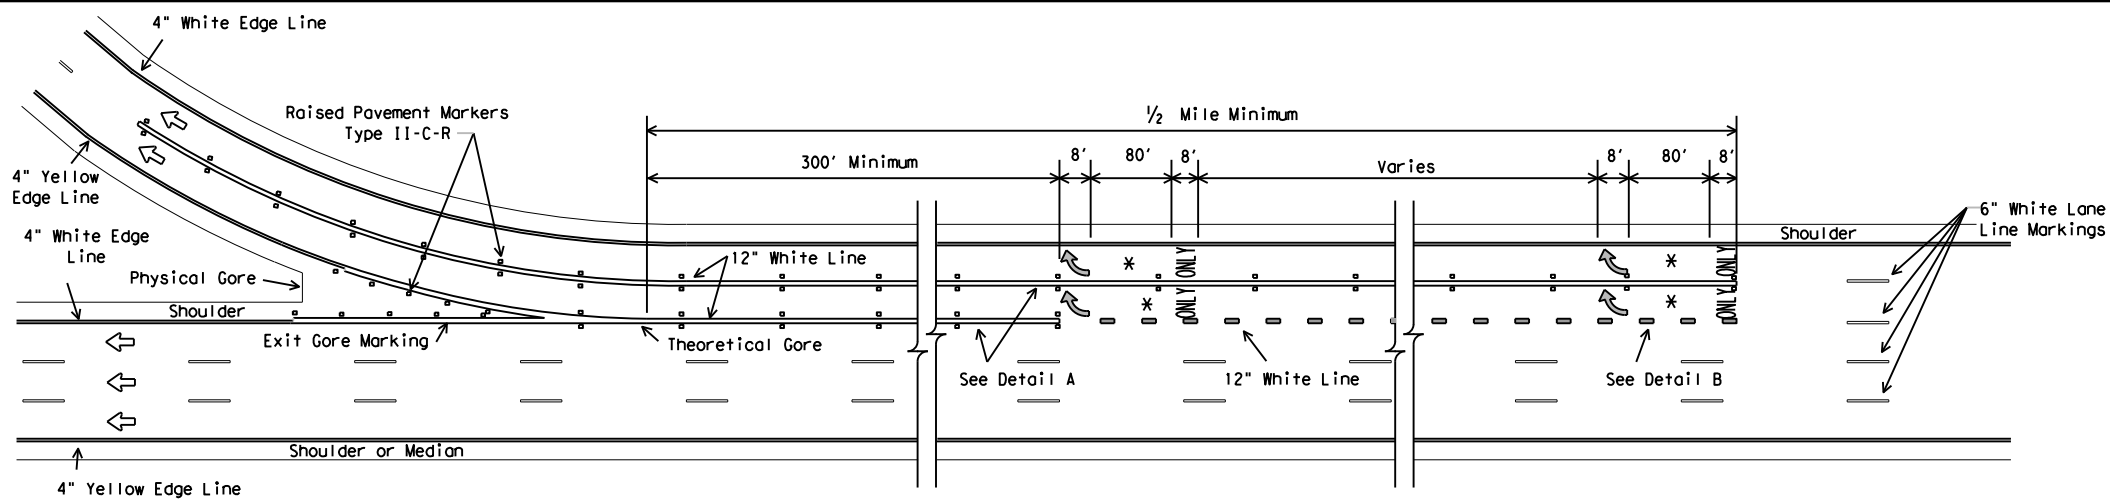 4" White Edge Line
Raised Pavement Markers
Type II-C-R
1/2 Mile Minimum
300' Minimum
8'
80'
8'
Varies
8'
80'
8'
4" Yellow
Edge Line
4" White Edge
Line
Physical Gore
Shoulder
Exit Gore Marking
12" White Line
Theoretical Gore
*
ONLY
*
ONLY
*
ONLY
*
ONLY
Shoulder
6" White Lane
Line Markings
See Detail A
12" White Line
See Detail B
Shoulder or Median
4" Yellow Edge Line